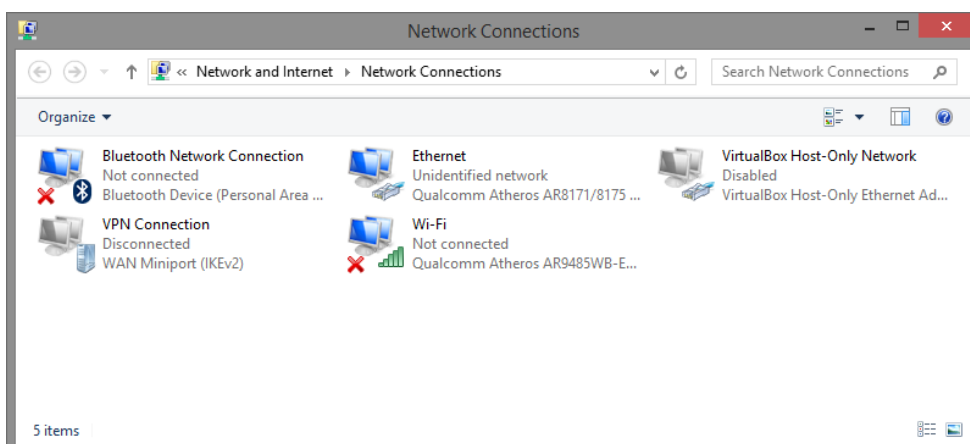 Network Connections
« Network and Internet Network Connections
Search Network Connections
Organize
Bluetooth Network Connection
Not connected
Bluetooth Device (Personal Area ...
Ethernet
Unidentified network
Qualcomm Atheros AR8171/8175 ...
VirtualBox Host-Only Network
Disabled
VirtualBox Host-Only Ethernet Ad...
VPN Connection
Disconnected
WAN Miniport (IKEv2)
Wi-Fi
Not connected
Qualcomm Atheros AR9485WB-E...
5 items